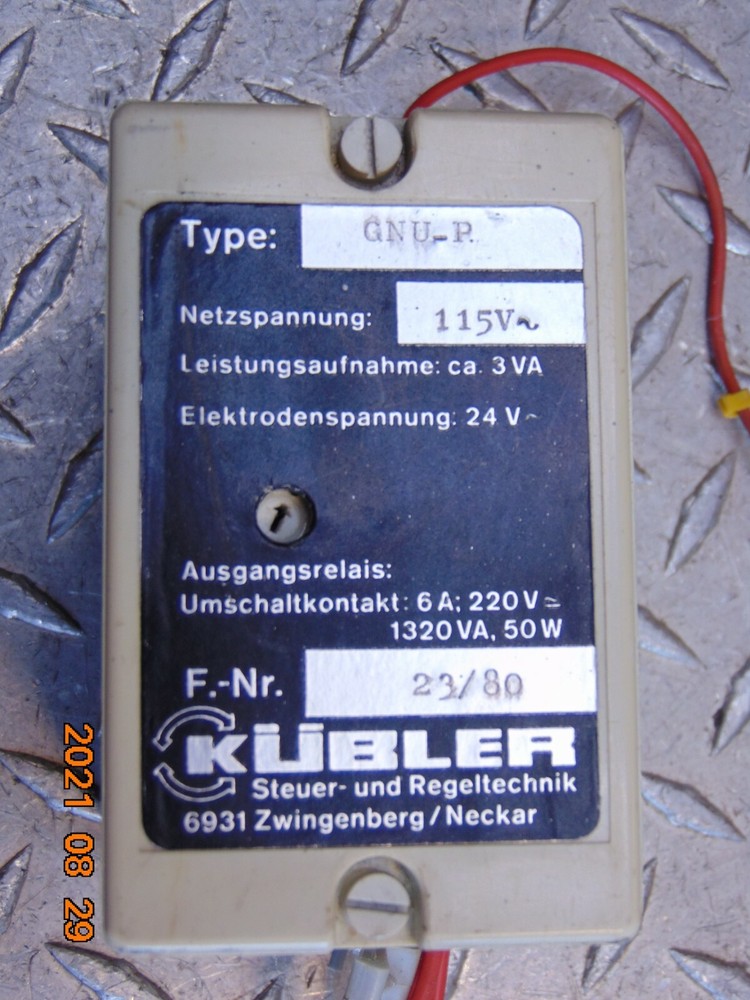 Type: GNU-R
Netzspannung: 115V~
Leistungsaufnahme: ca. 3 VA
Elektrodenspannung: 24 V~
Ausgangsrelais:
Umschaltkontakt: 6 A; 220 V ≂
1320 VA, 50 W
F.-Nr. 23/80
KÜBLER
Steuer- und Regeltechnik
6931 Zwingenberg/Neckar
2021 08 29